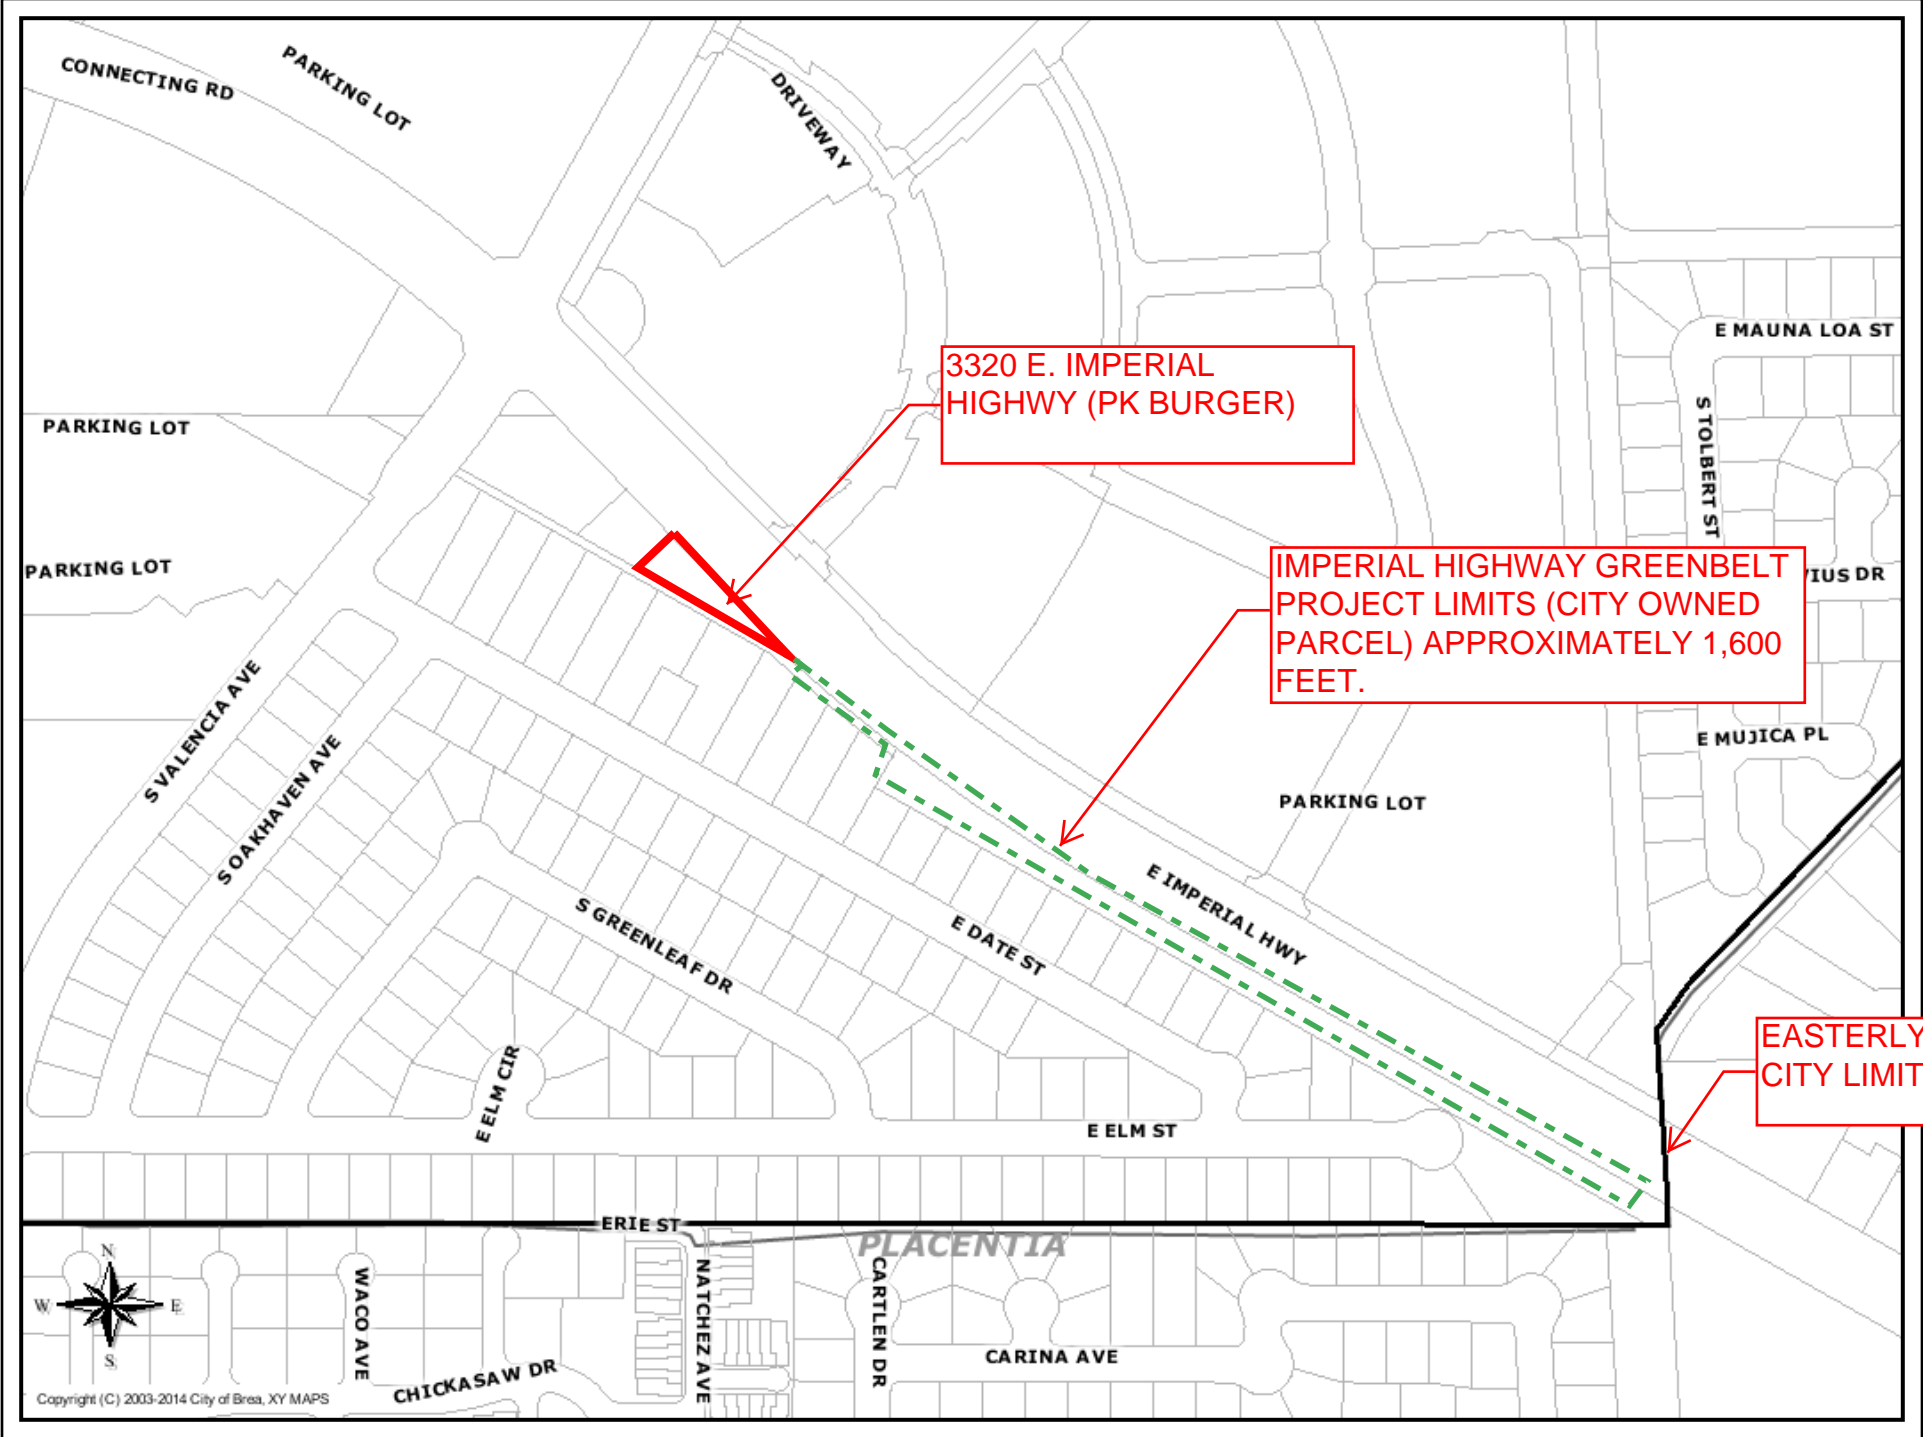 CONNECTING RD
PARKING LOT
DRIVEWAY
E MAUNA LOA ST
3320 E. IMPERIAL
HIGHWY (PK BURGER)
PARKING LOT
S TOLBERT ST
IMPERIAL HIGHWAY GREENBELT
PROJECT LIMITS (CITY OWNED
PARCEL) APPROXIMATELY 1,600
FEET.
VIUS DR
PARKING LOT
S VALENCIA AVE
S OAKHAVEN AVE
E MUJICA PL
PARKING LOT
E IMPERIAL HWY
S GREENLEAF DR
E DATE ST
EASTERLY
CITY LIMIT
E ELM CIR
E ELM ST
ERIE ST
PLACENTIA
N
W
E
S
WACO AVE
NATCHEZ AVE
CARTLEN DR
CARINA AVE
CHICKASAW DR
Copyright (C) 2003-2014 City of Brea, XY MAPS